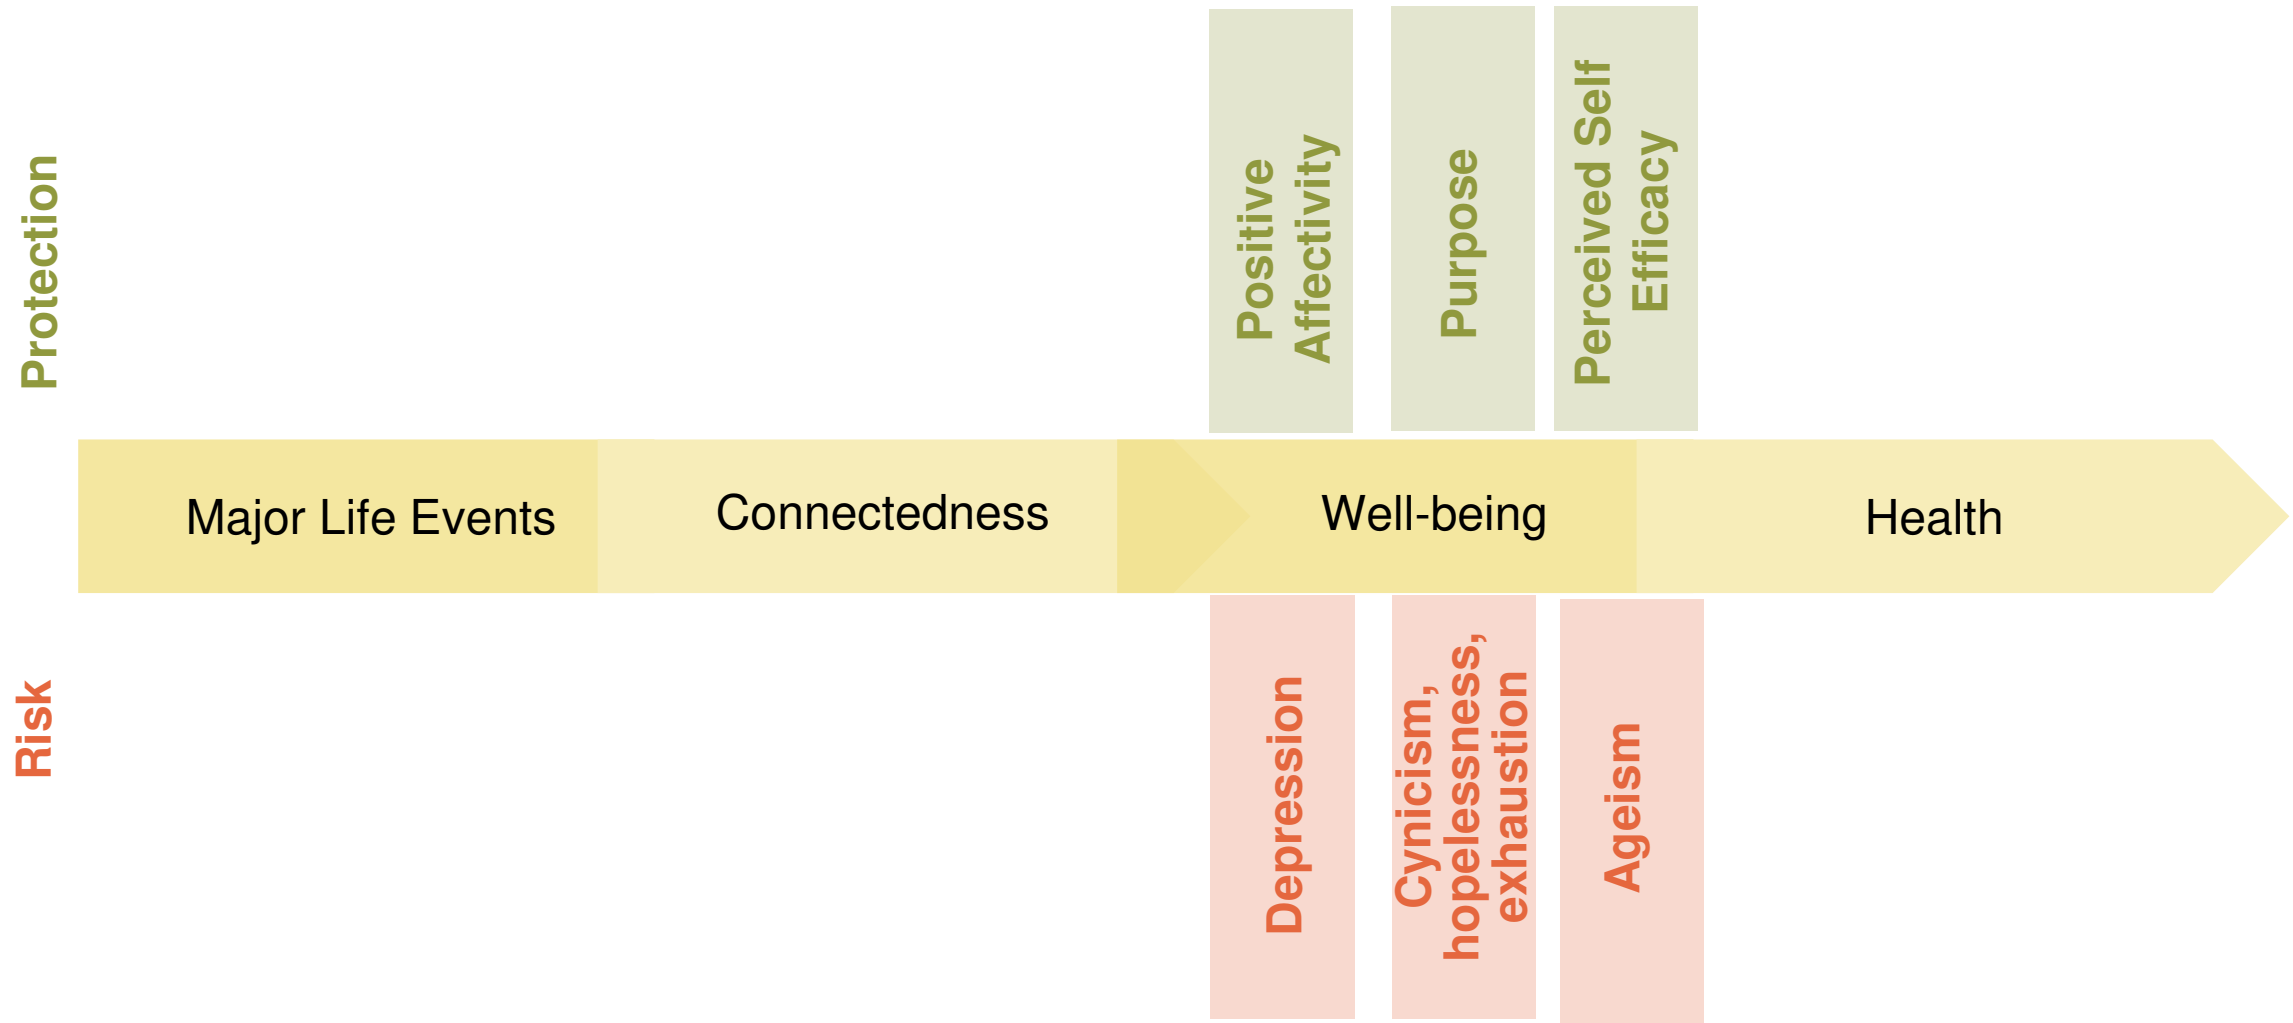 Protection
Positive
Affectivity
Purpose
Perceived Self
Efficacy
Major Life Events
Connectedness
Well-being
Health
Risk
Depression
Cynicism,
hopelessness,
exhaustion
Ageism